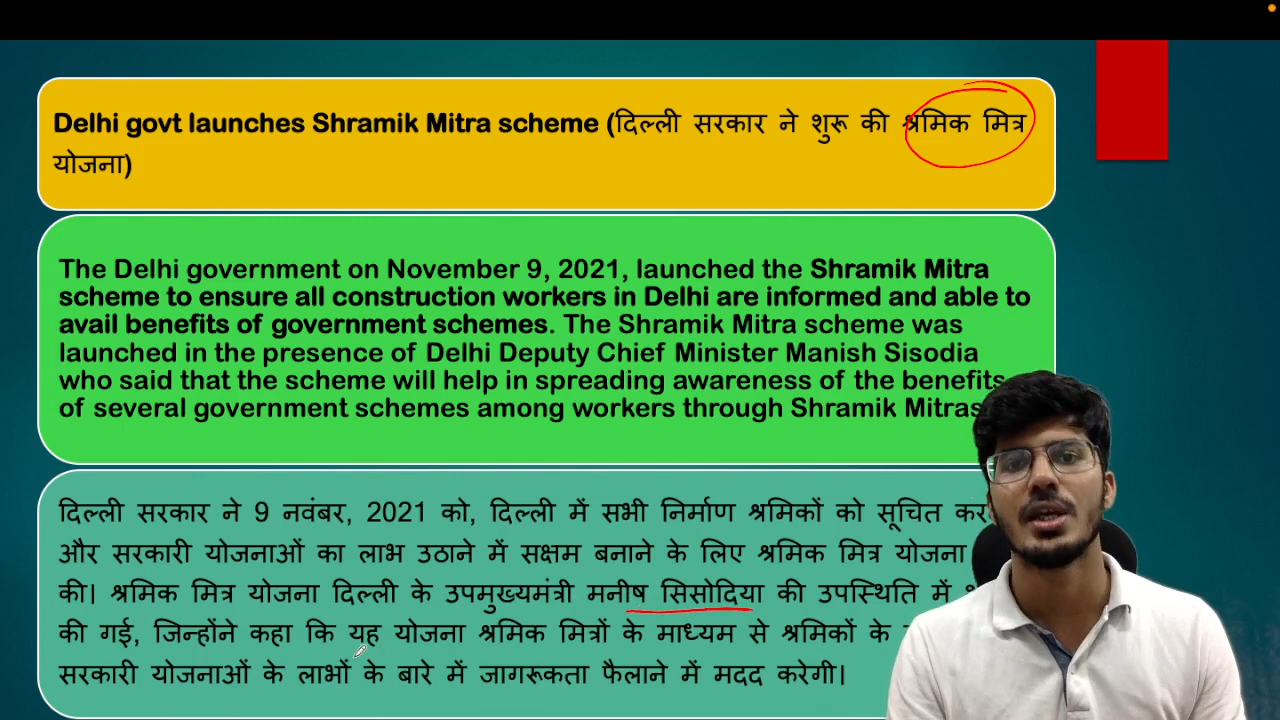 Delhi govt launches Shramik Mitra scheme (दिल्ली सरकार ने शुरू की श्रमिक मित्र
योजना)
The Delhi government on November 9, 2021, launched the Shramik Mitra
scheme to ensure all construction workers in Delhi are informed and able to
avail benefits of government schemes. The Shramik Mitra scheme was
launched in the presence of Delhi Deputy Chief Minister Manish Sisodia
who said that the scheme will help in spreading awareness of the benefits
of several government schemes among workers through Shramik Mitras
दिल्ली सरकार ने 9 नवंबर, 2021 को, दिल्ली में सभी निर्माण श्रमिकों को सूचित कर
और सरकारी योजनाओं का लाभ उठाने में सक्षम बनाने के लिए श्रमिक मित्र योजना
की। श्रमिक मित्र योजना दिल्ली के उपमुख्यमंत्री मनीष सिसोदिया की उपस्थिति में
की गई, जिन्होंने कहा कि यह योजना श्रमिक मित्रों के माध्यम से श्रमिकों के
सरकारी योजनाओं के लाभों के बारे में जागरूकता फैलाने में मदद करेगी।